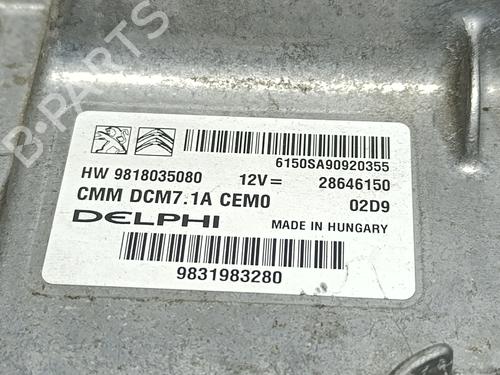 6150SA90920355
HW 9818035080 12V= 28646150
CMM DCM7.1A CEM0 02D9
DELPHI MADE IN HUNGARY
9831983280
B-PARTS